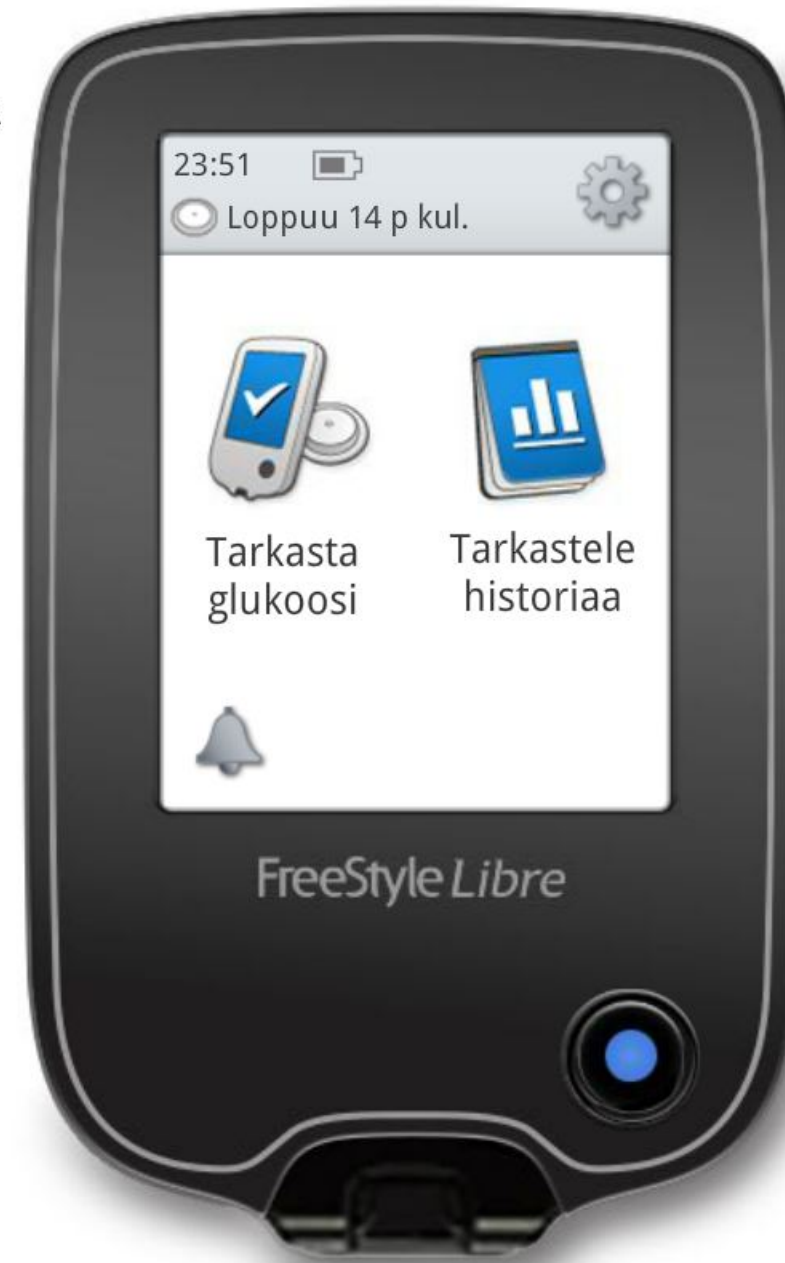 23:51
Loppuu 14 p kul.
Tarkasta
glukoosi
Tarkastele
historiaa
FreeStyle Libre